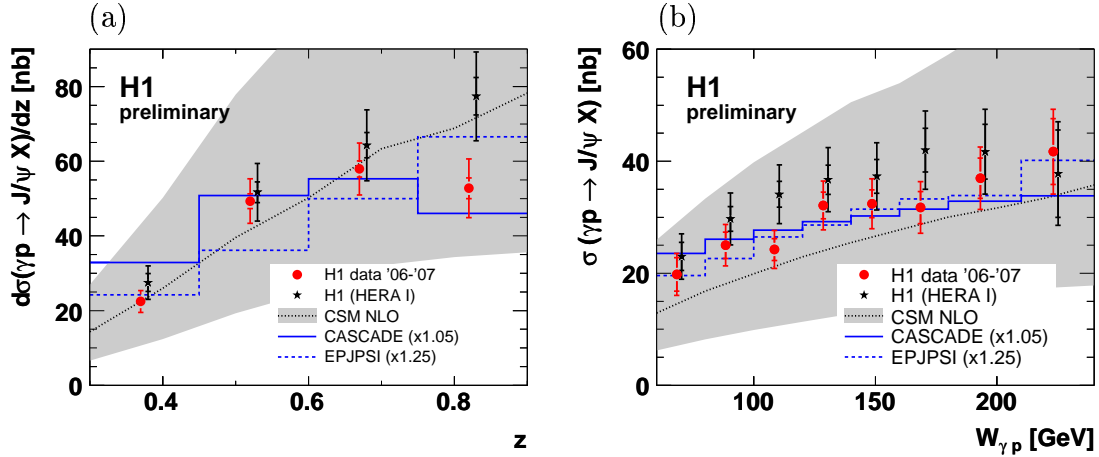 (a)
dσ(γp → J/ψ X)/dz [nb]
80
60
40
20
0
H1
preliminary
H1 data '06-'07
H1 (HERA I)
CSM NLO
CASCADE (x1.05)
EPJPSI (x1.25)
0.4 0.6 0.8
z
(b)
σ (γp → J/ψ X) [nb]
60
40
20
0
H1
preliminary
H1 data '06-'07
H1 (HERA I)
CSM NLO
CASCADE (x1.05)
EPJPSI (x1.25)
100 150 200
W γ p [GeV]